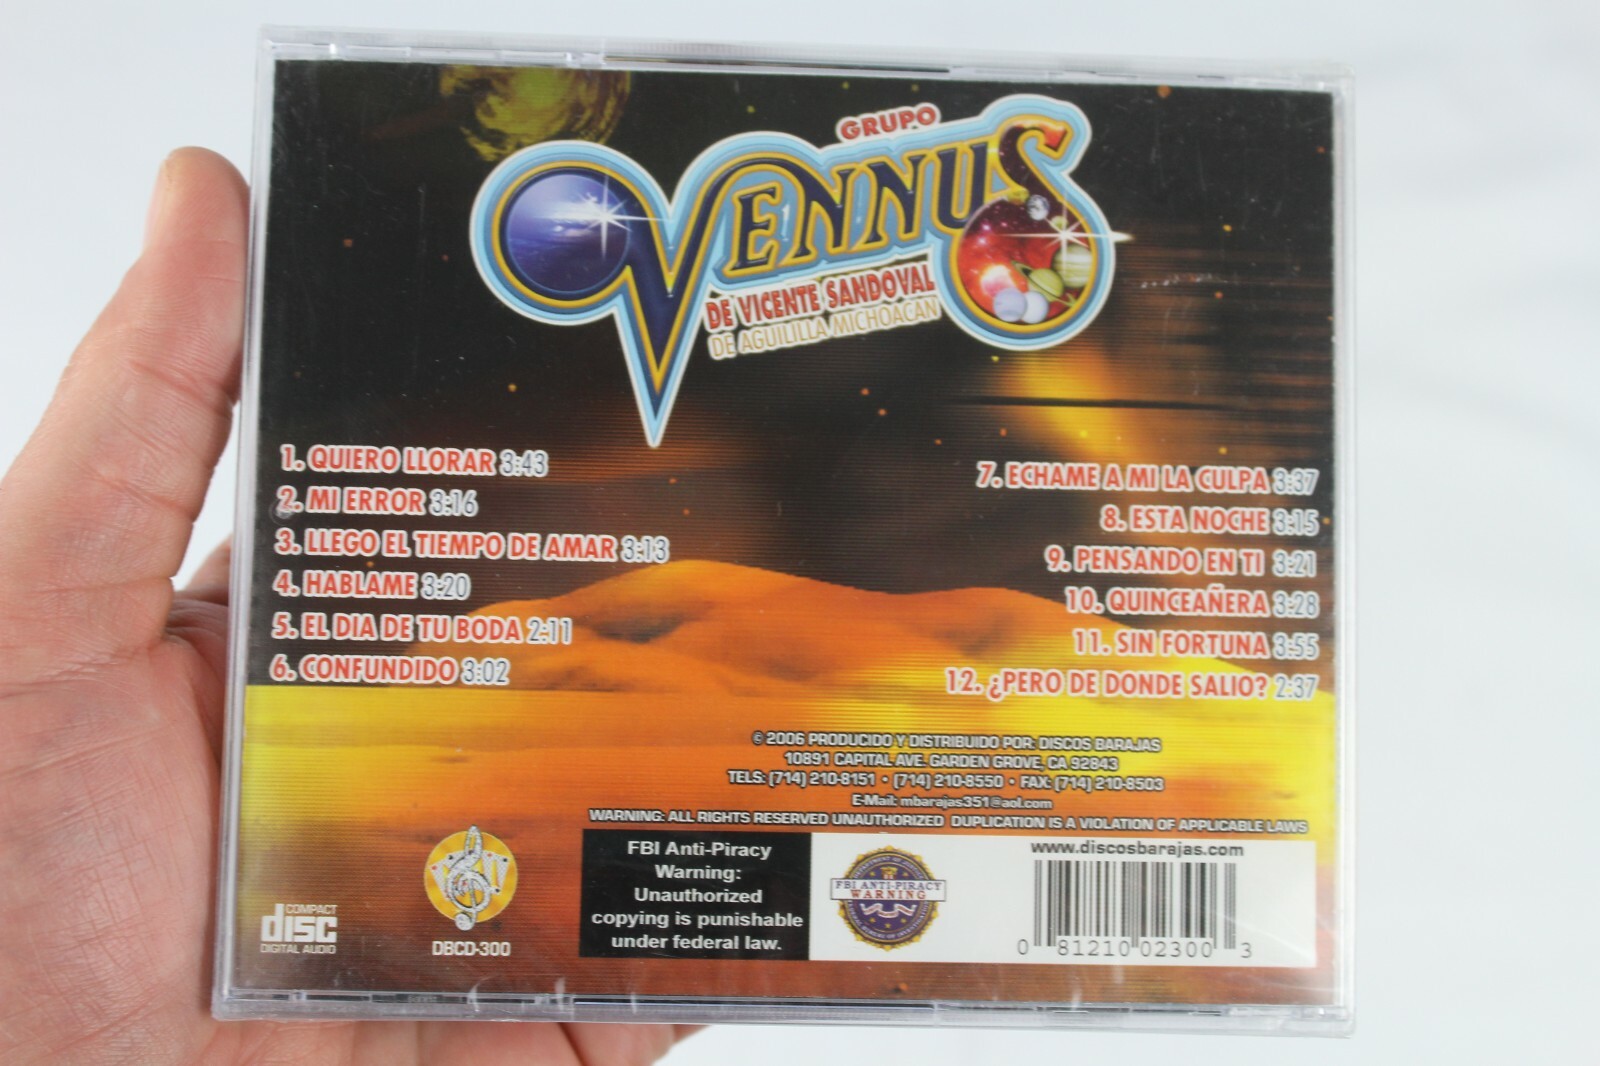 GRUPO
VENNUS
DE VICENTE SANDOVAL
DE AGUILILLA MICHOACAN
1. QUIERO LLORAR 3:43
2. MI ERROR 3:16
3. LLEGO EL TIEMPO DE AMAR 3:13
4. HABLAME 3:20
5. EL DIA DE TU BODA 2:11
6. CONFUNDIDO 3:02
7. ECHAME A MI LA CULPA 3:37
8. ESTA NOCHE 3:15
9. PENSANDO EN TI 3:21
10. QUINCEAÑERA 3:28
11. SIN FORTUNA 3:55
12. ¿PERO DE DONDE SALIO? 2:37
© 2006 PRODUCIDO Y DISTRIBUIDO POR: DISCOS BARAJAS
10891 CAPITAL AVE. GARDEN GROVE, CA 92843
TELS: (714) 210-8151 • (714) 210-8550 • FAX: (714) 210-8503
E-Mail: mbarajas351@aol.com
WARNING: ALL RIGHTS RESERVED UNAUTHORIZED DUPLICATION IS A VIOLATION OF APPLICABLE LAWS
FBI Anti-Piracy
Warning:
Unauthorized
copying is punishable
under federal law.
FBI ANTI-PIRACY
WARNING
www.discosbarajas.com
0 81210 02300 3
COMPACT
disc
DIGITAL AUDIO
DBCD-300